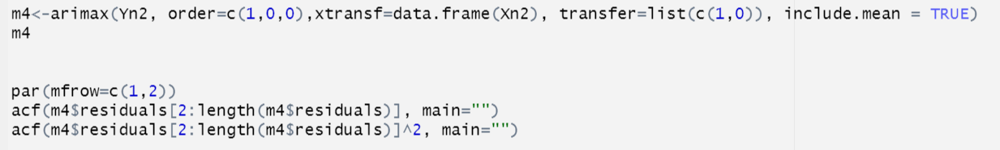 m4<-arimax(Yn2, order=c(1,0,0),xtransf=data.frame(Xn2), transfer=list(c(1,0)), include.mean = TRUE)
m4
par(mfrow=c(1,2))
acf(m4$residuals[2:length(m4$residuals)], main="")
acf(m4$residuals[2:length(m4$residuals)]^2, main="")